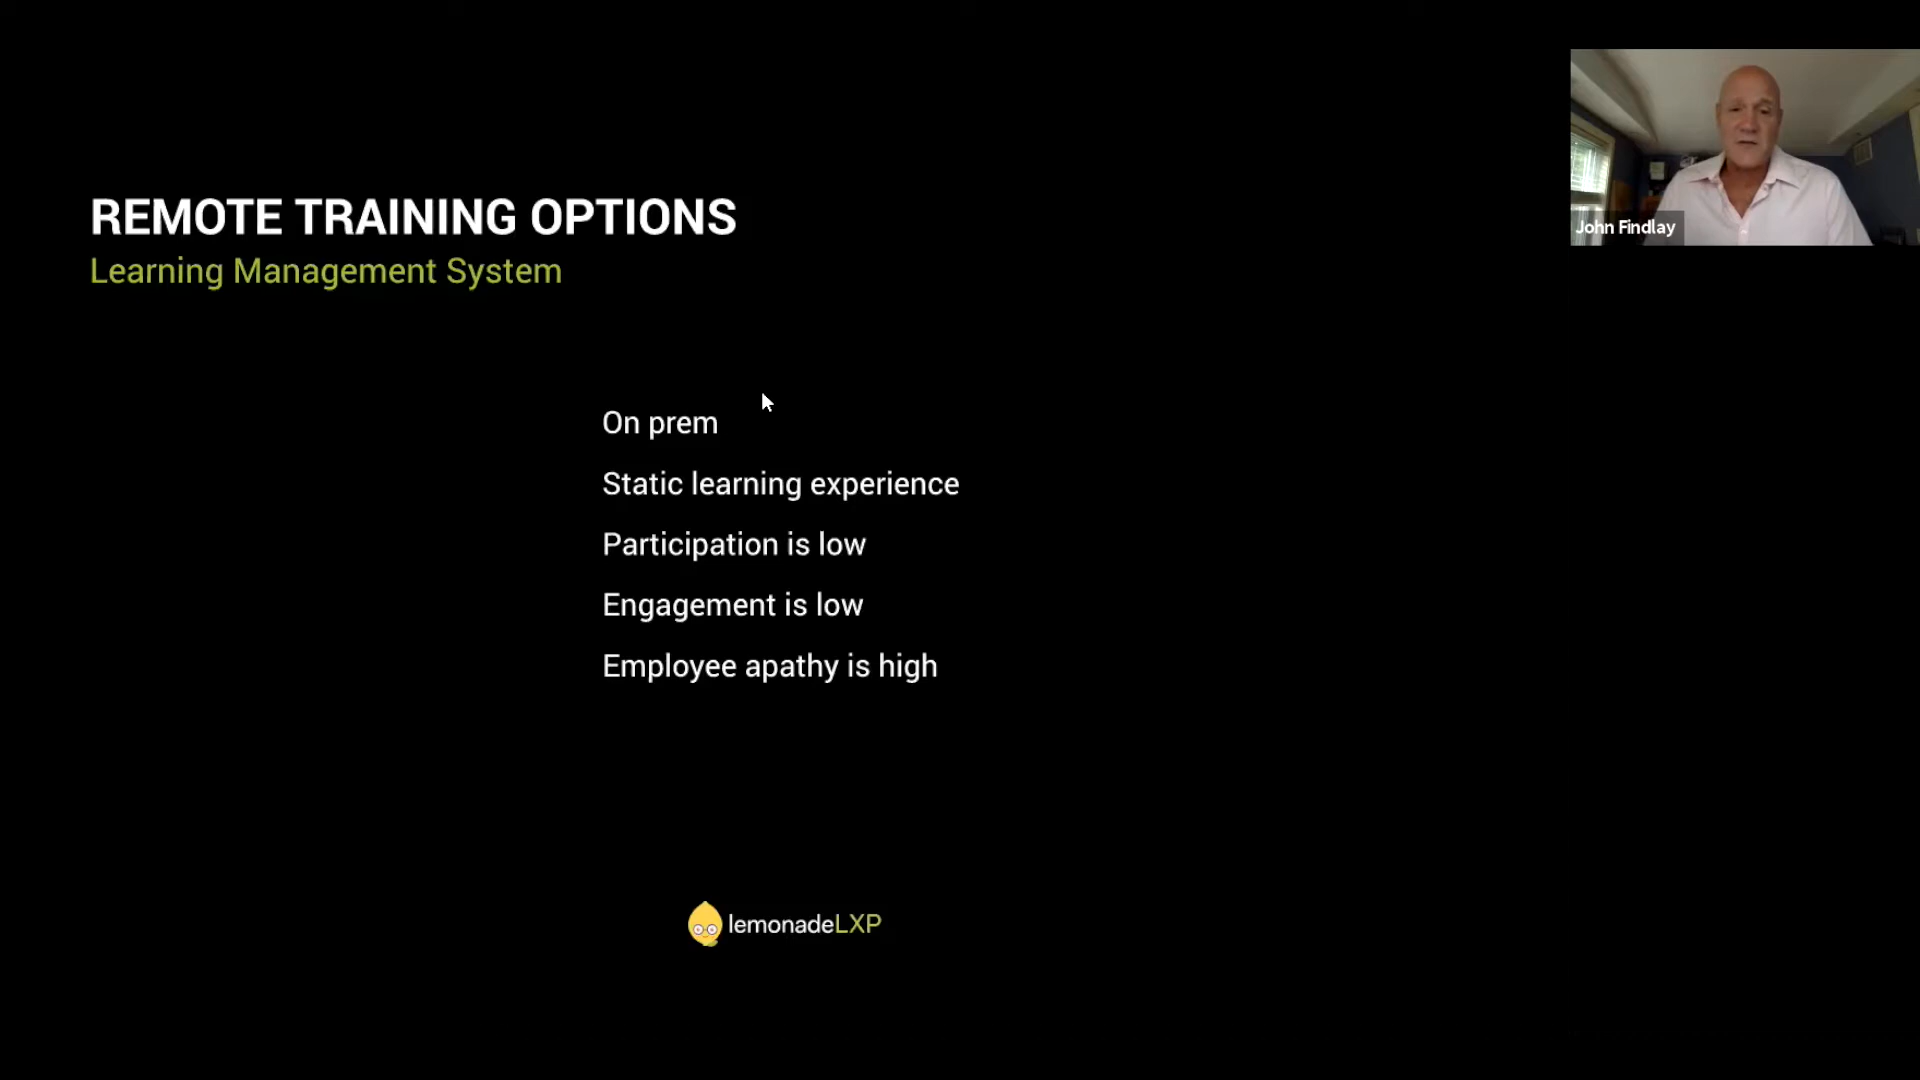 REMOTE TRAINING OPTIONS
Learning Management System
John Findlay
On prem
Static learning experience
Participation is low
Engagement is low
Employee apathy is high
lemonadeLXP